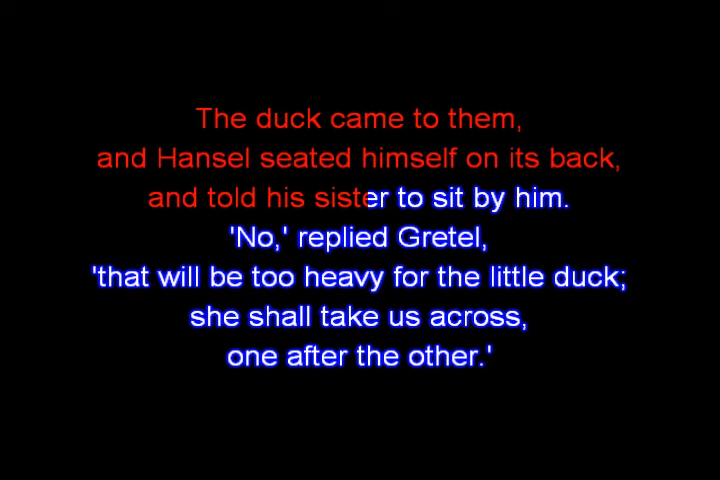 The duck came to them,
and Hansel seated himself on its back,
and told his sister to sit by him.
'No,' replied Gretel,
'that will be too heavy for the little duck;
she shall take us across,
one after the other.'